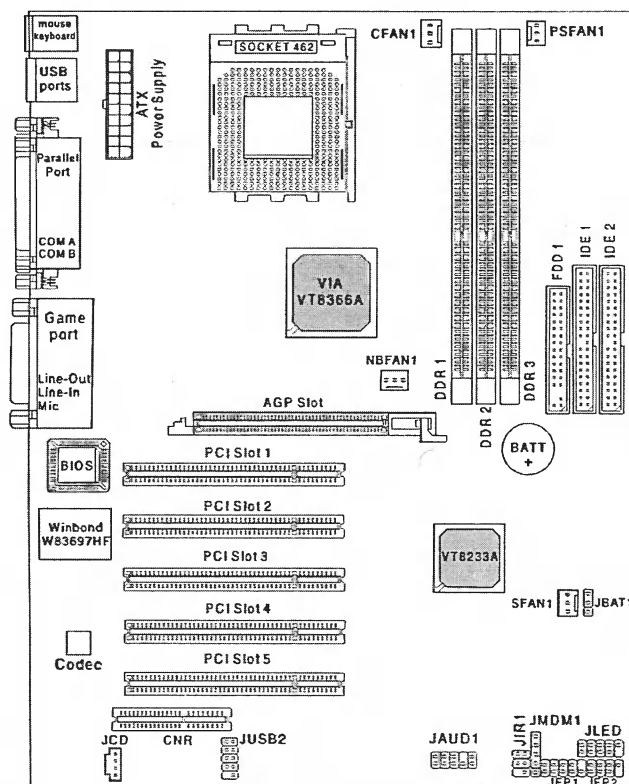 mouse
keyboard
USB
ports
ATX
Power Supply
SOCKET 462
CFAN1
PSFAN1
Parallel
Port
COM A
COM B
VIA
VT8366A
FDD 1
IDE 1
IDE 2
Game
port
Line-Out
Line-In
Mic
NBFAN1
DDR 1
DDR 2
DDR 3
AGP Slot
BATT
+
BIOS
PCI Slot 1
PCI Slot 2
Winbond
W83697HF
PCI Slot 3
VT8233A
SFAN1
JBAT1
PCI Slot 4
Codec
PCI Slot 5
JCD
CNR
JUSB2
JAUD1
JIR1
JMDM1
JLED
JFP1
JFP2